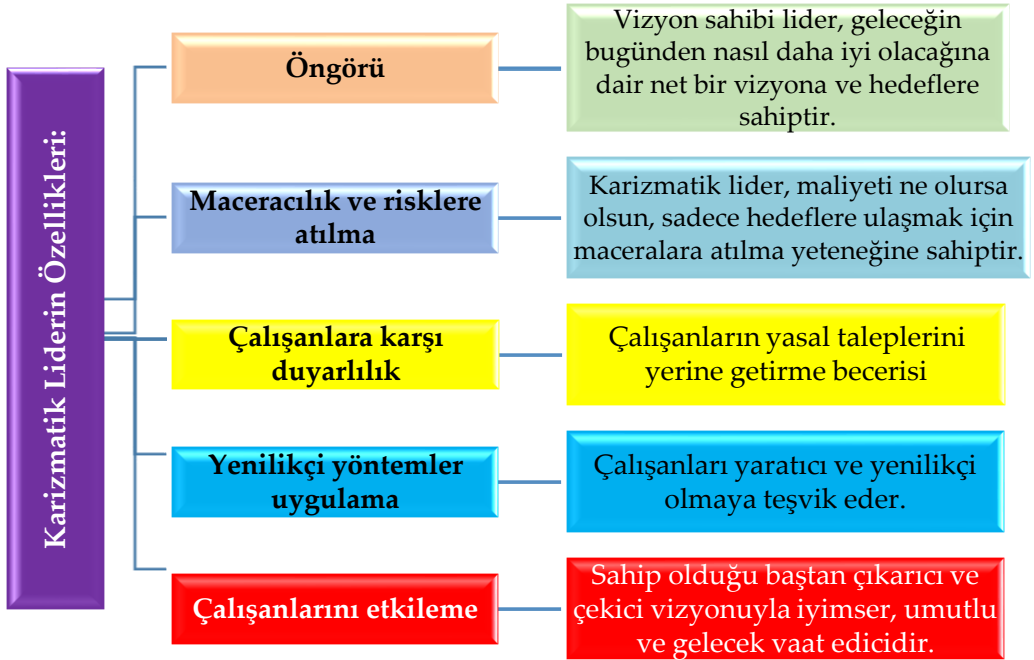 Karizmatik Liderin Özellikleri:
Öngörü
Vizyon sahibi lider, geleceğin
bugünden nasıl daha iyi olacağına
dair net bir vizyona ve hedeflere
sahiptir.
Maceracılık ve risklere
atılma
Karizmatik lider, maliyeti ne olursa
olsun, sadece hedeflere ulaşmak için
maceralara atılma yeteneğine sahiptir.
Çalışanlara karşı
duyarlılık
Çalışanların yasal taleplerini
yerine getirme becerisi
Yenilikçi yöntemler
uygulama
Çalışanları yaratıcı ve yenilikçi
olmaya teşvik eder.
Çalışanlarını etkileme
Sahip olduğu baştan çıkarıcı ve
çekici vizyonuyla iyimser, umutlu
ve gelecek vaat edicidir.